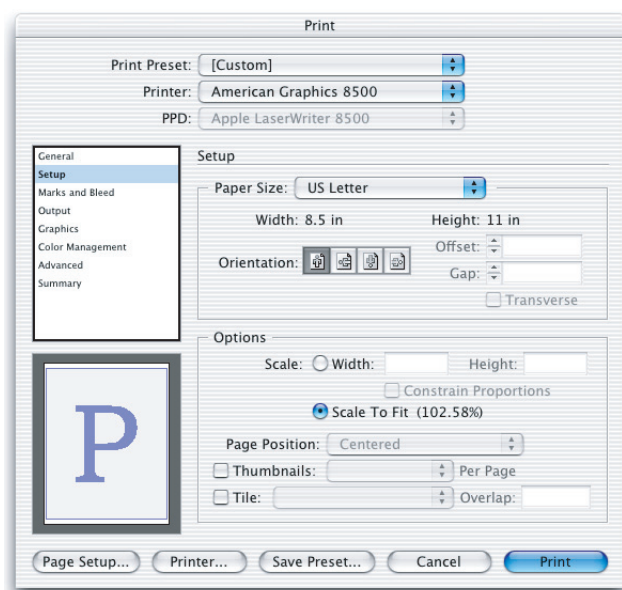 Print
Print Preset: [Custom]
Printer: American Graphics 8500
PPD: Apple LaserWriter 8500
General
Setup
Marks and Bleed
Output
Graphics
Color Management
Advanced
Summary
Setup
Paper Size: US Letter
Width: 8.5 in Height: 11 in
Orientation: Offset:
Gap:
Transverse
Options
Scale: Width: Height:
Constrain Proportions
Scale To Fit (102.58%)
Page Position: Centered
Thumbnails: Per Page
Tile: Overlap:
P
Page Setup... Printer... Save Preset... Cancel Print